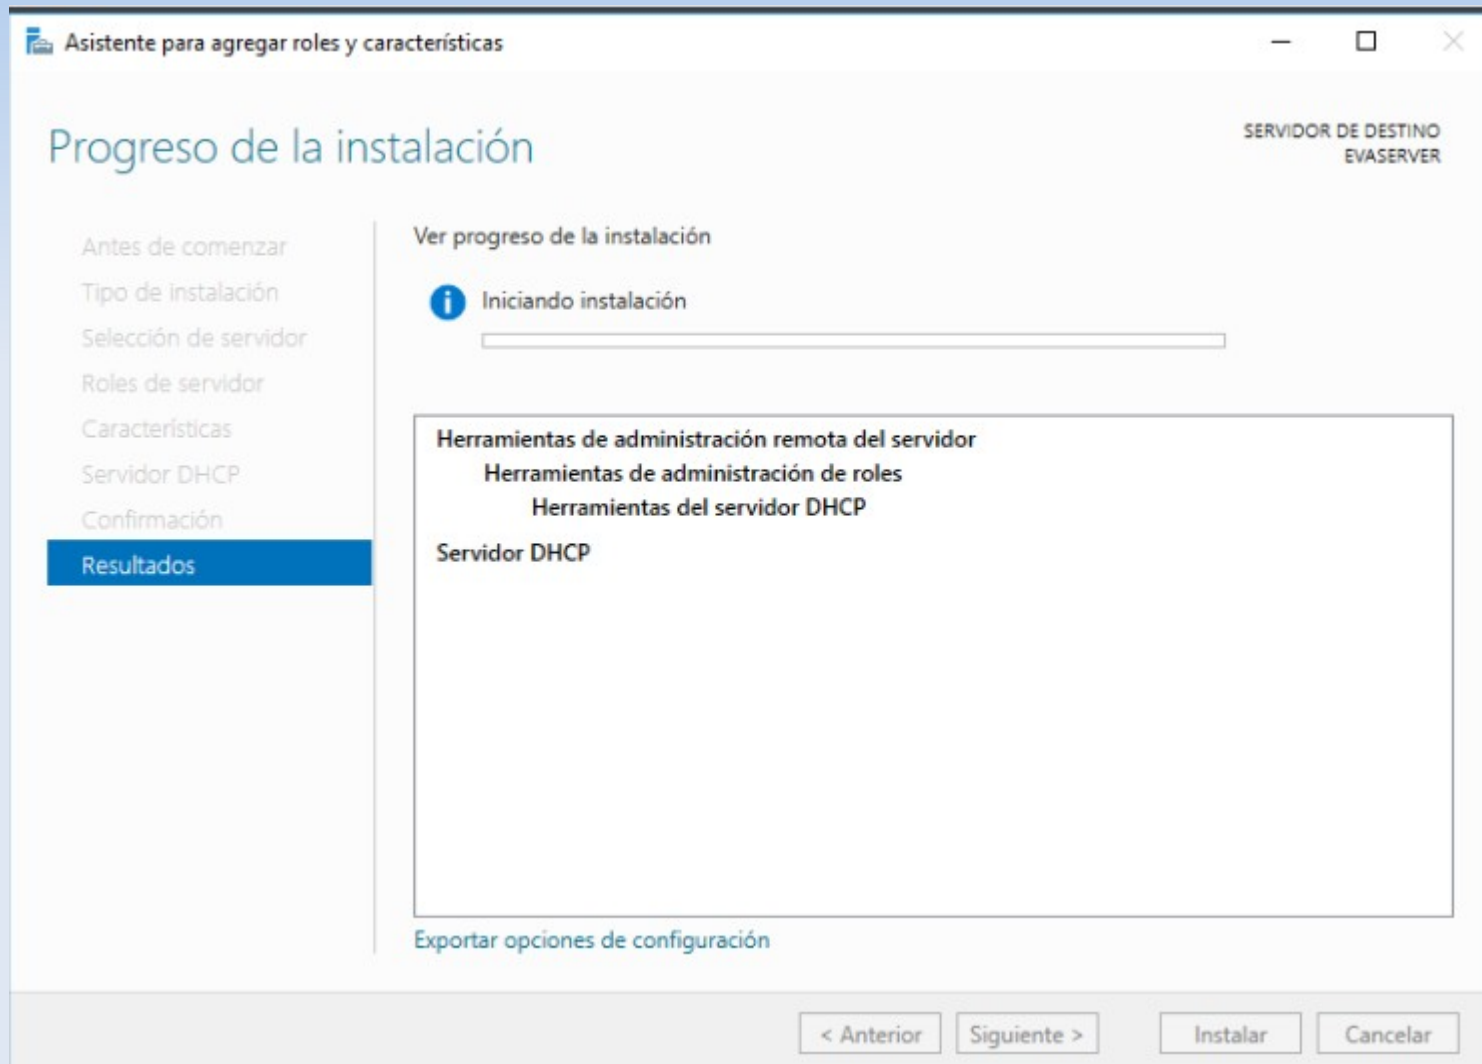 Asistente para agregar roles y características
Progreso de la instalación
SERVIDOR DE DESTINO
EVASERVER
Antes de comenzar
Tipo de instalación
Selección de servidor
Roles de servidor
Características
Servidor DHCP
Confirmación
Resultados
Ver progreso de la instalación
Iniciando instalación
Herramientas de administración remota del servidor
Herramientas de administración de roles
Herramientas del servidor DHCP
Servidor DHCP
Exportar opciones de configuración
< Anterior
Siguiente >
Instalar
Cancelar